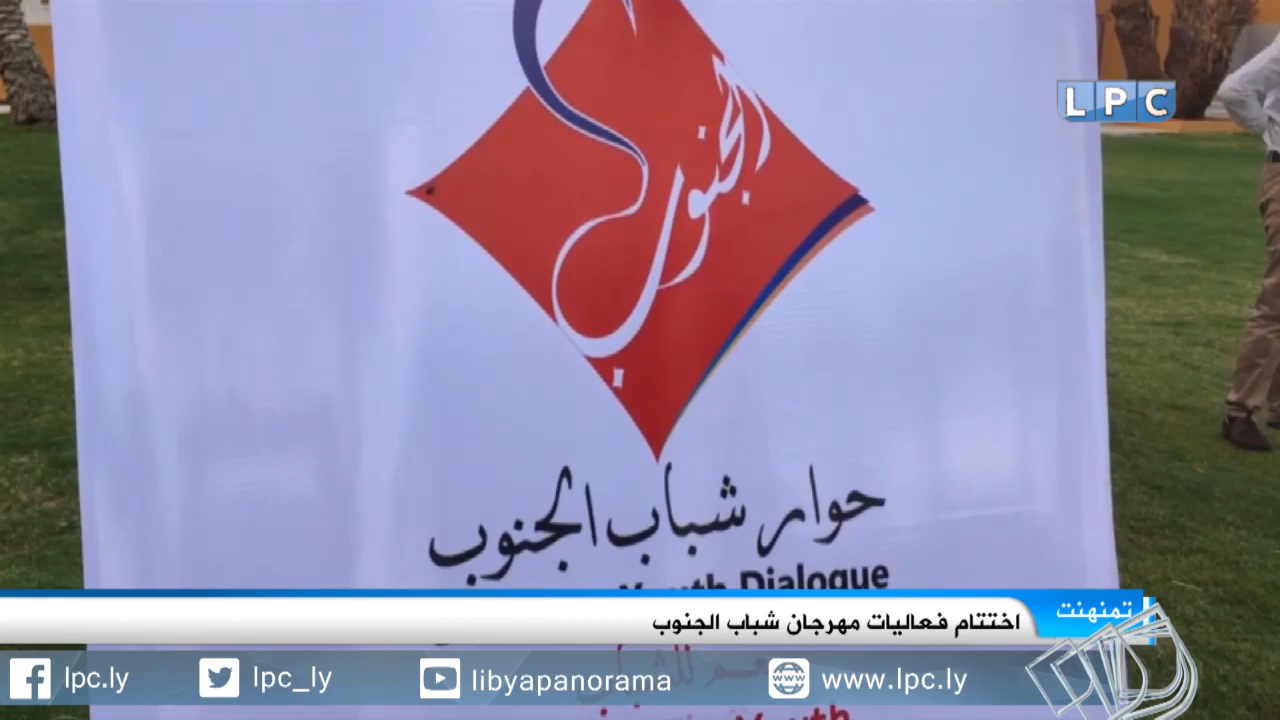 LPC
الجنوب
حوار شباب الجنوب
Youth Dialogue
تمنهنت
اختتام فعاليات مهرجان شباب الجنوب
Youth
lpc.ly
lpc_ly
libyapanorama
www.lpc.ly